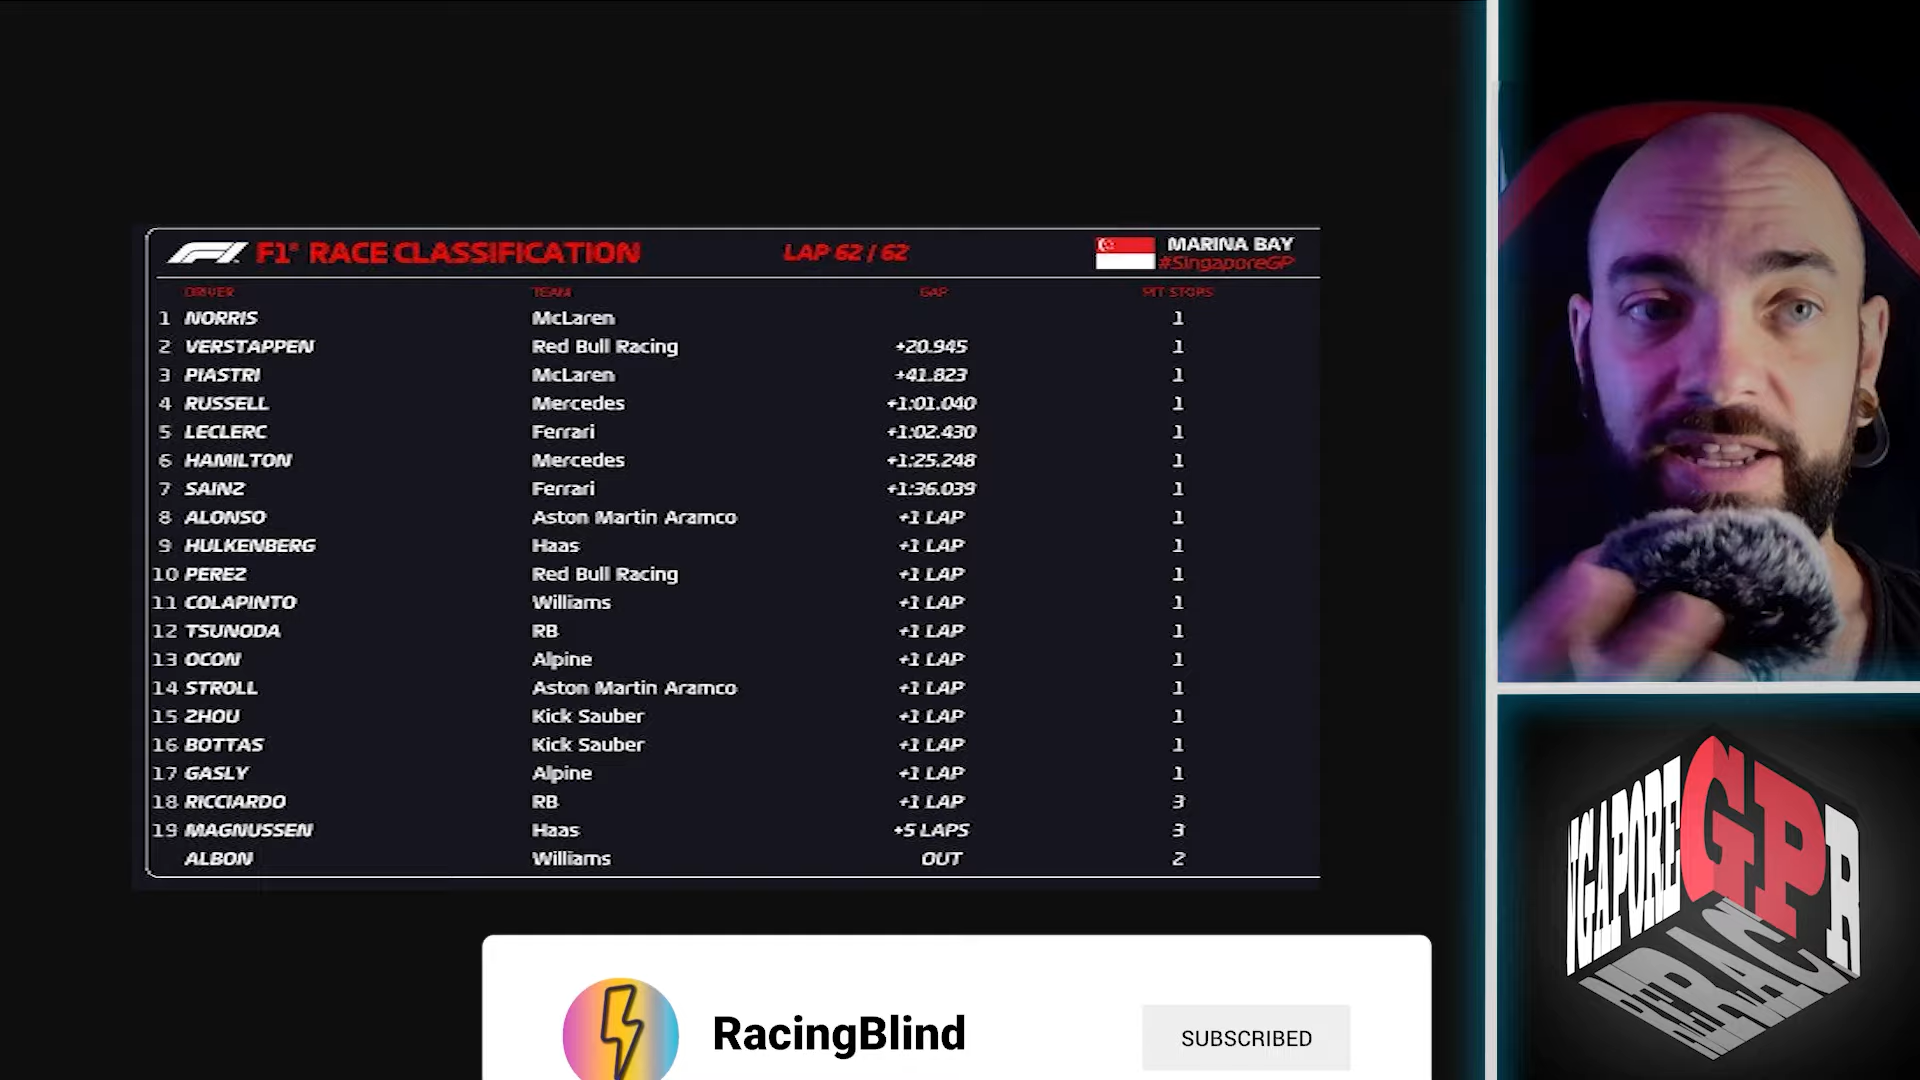 F1® RACE CLASSIFICATION LAP 62 / 62 MARINA BAY
#SingaporeGP
DRIVER TEAM GAP PIT STOPS
1 NORRIS McLaren 1
2 VERSTAPPEN Red Bull Racing +20.945 1
3 PIASTRI McLaren +41.823 1
4 RUSSELL Mercedes +1:01.040 1
5 LECLERC Ferrari +1:02.430 1
6 HAMILTON Mercedes +1:25.248 1
7 SAINZ Ferrari +1:36.039 1
8 ALONSO Aston Martin Aramco +1 LAP 1
9 HULKENBERG Haas +1 LAP 1
10 PEREZ Red Bull Racing +1 LAP 1
11 COLAPINTO Williams +1 LAP 1
12 TSUNODA RB +1 LAP 1
13 OCON Alpine +1 LAP 1
14 STROLL Aston Martin Aramco +1 LAP 1
15 ZHOU Kick Sauber +1 LAP 1
16 BOTTAS Kick Sauber +1 LAP 1
17 GASLY Alpine +1 LAP 1
18 RICCIARDO RB +1 LAP 3
19 MAGNUSSEN Haas +5 LAPS 3
ALBON Williams OUT 2
RacingBlind SUBSCRIBED
NGAPORE GP R